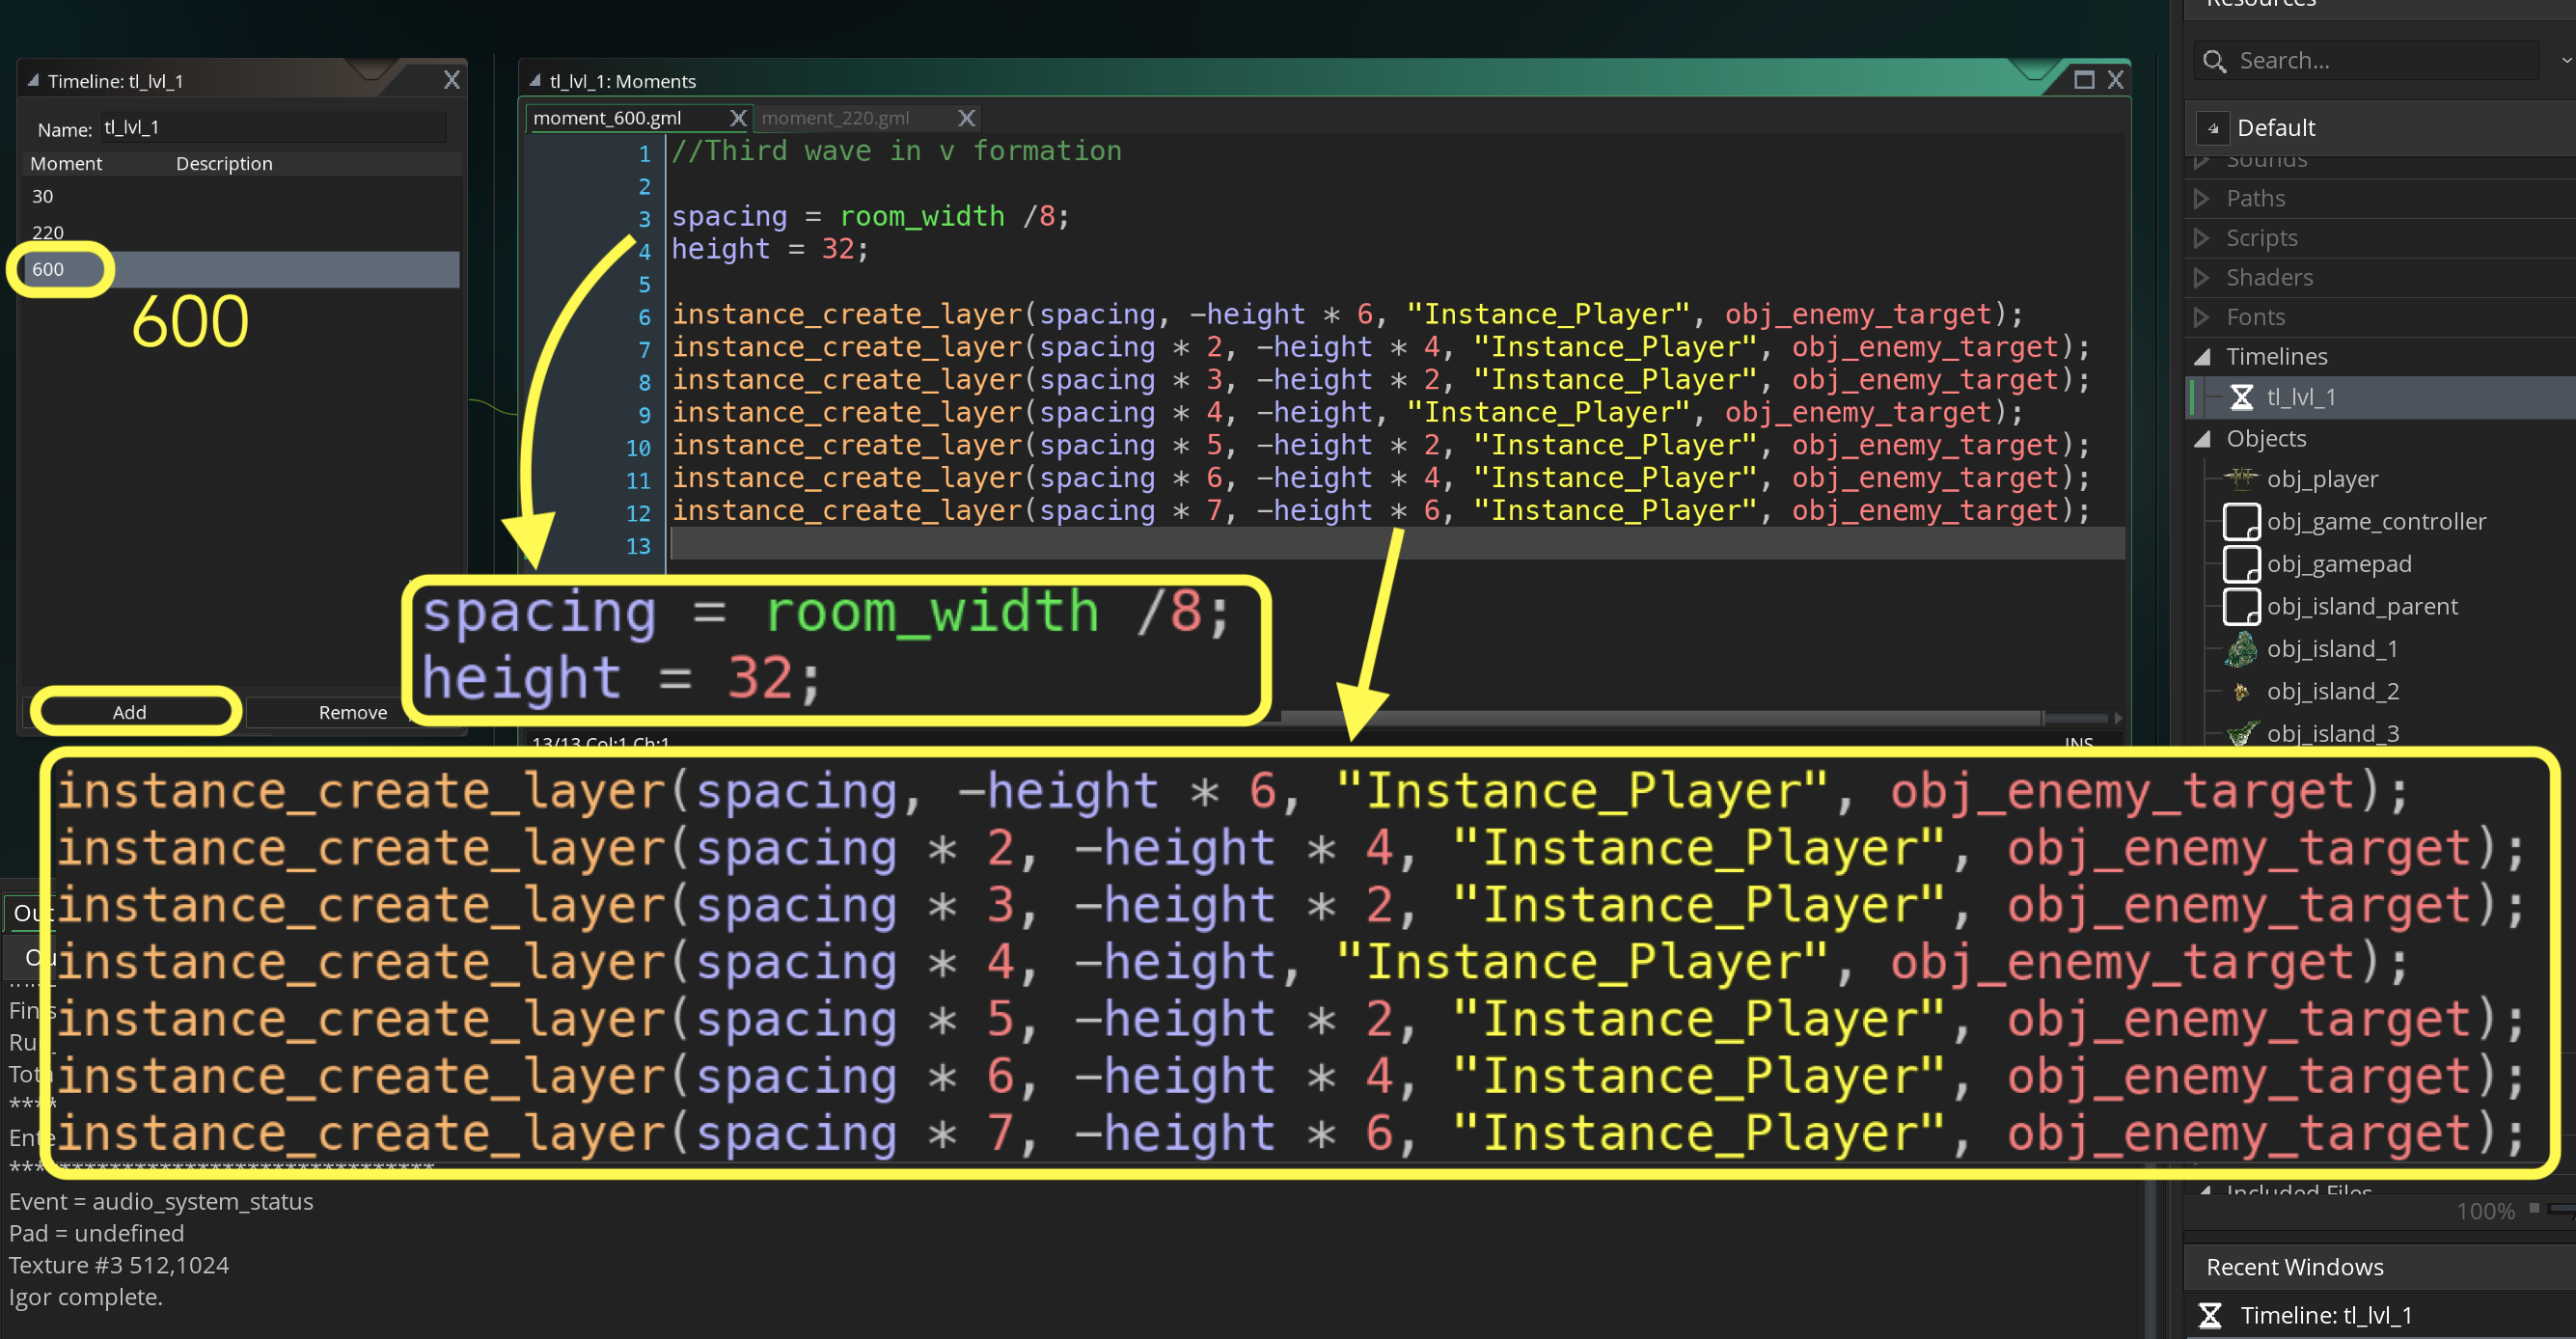 Resources
Timeline: tl_lvl_1 X
Name: tl_lvl_1
Moment Description
30
220
600
600
Add Remove
tl_lvl_1: Moments X
moment_600.gml X moment_220.gml X
1 //Third wave in v formation
2
3 spacing = room_width /8;
4 height = 32;
5
6 instance_create_layer(spacing, -height * 6, "Instance_Player", obj_enemy_target);
7 instance_create_layer(spacing * 2, -height * 4, "Instance_Player", obj_enemy_target);
8 instance_create_layer(spacing * 3, -height * 2, "Instance_Player", obj_enemy_target);
9 instance_create_layer(spacing * 4, -height, "Instance_Player", obj_enemy_target);
10 instance_create_layer(spacing * 5, -height * 2, "Instance_Player", obj_enemy_target);
11 instance_create_layer(spacing * 6, -height * 4, "Instance_Player", obj_enemy_target);
12 instance_create_layer(spacing * 7, -height * 6, "Instance_Player", obj_enemy_target);
13
spacing = room_width /8;
height = 32;
13/13 Col:1 Ch:1 INS
instance_create_layer(spacing, -height * 6, "Instance_Player", obj_enemy_target);
instance_create_layer(spacing * 2, -height * 4, "Instance_Player", obj_enemy_target);
instance_create_layer(spacing * 3, -height * 2, "Instance_Player", obj_enemy_target);
instance_create_layer(spacing * 4, -height, "Instance_Player", obj_enemy_target);
instance_create_layer(spacing * 5, -height * 2, "Instance_Player", obj_enemy_target);
instance_create_layer(spacing * 6, -height * 4, "Instance_Player", obj_enemy_target);
instance_create_layer(spacing * 7, -height * 6, "Instance_Player", obj_enemy_target);
Event = audio_system_status
Pad = undefined
Texture #3 512,1024
Igor complete.
Search...
Default
Sounds
Paths
Scripts
Shaders
Fonts
Timelines
tl_lvl_1
Objects
obj_player
obj_game_controller
obj_gamepad
obj_island_parent
obj_island_1
obj_island_2
obj_island_3
Included Files
100%
Recent Windows
Timeline: tl_lvl_1